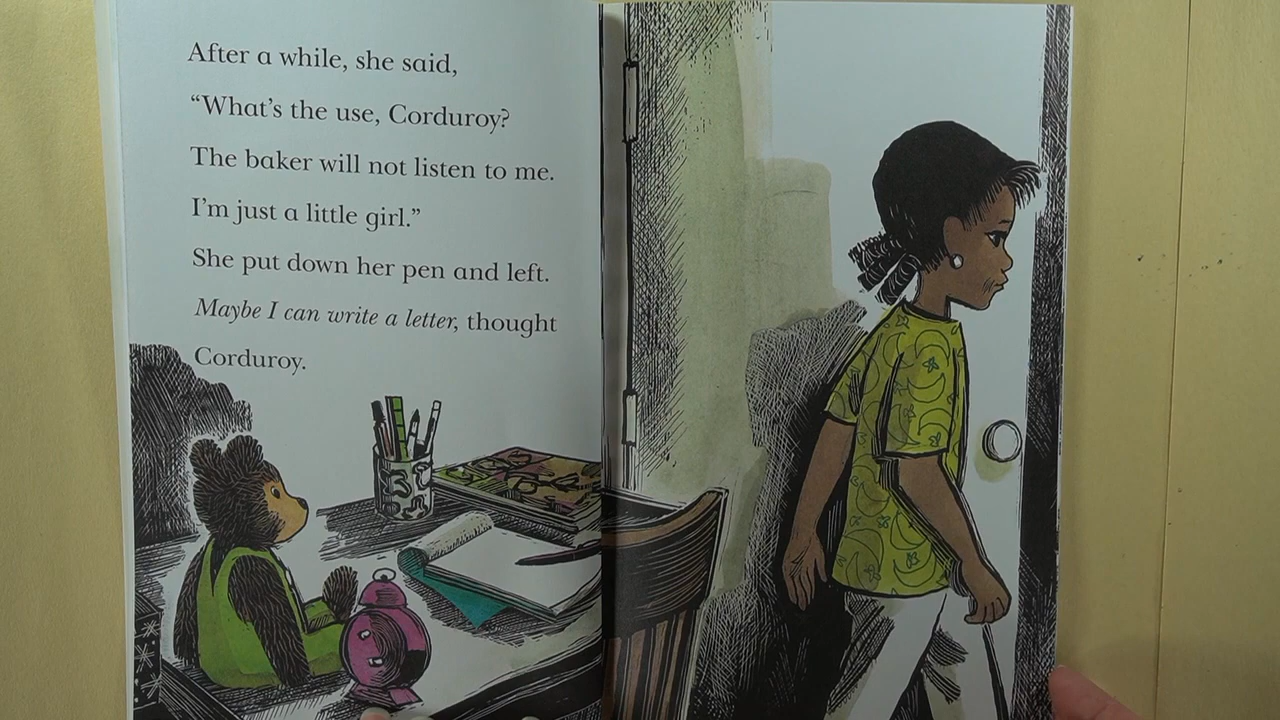 After a while, she said,
“What’s the use, Corduroy?
The baker will not listen to me.
I’m just a little girl.”
She put down her pen and left.
Maybe I can write a letter, thought
Corduroy.